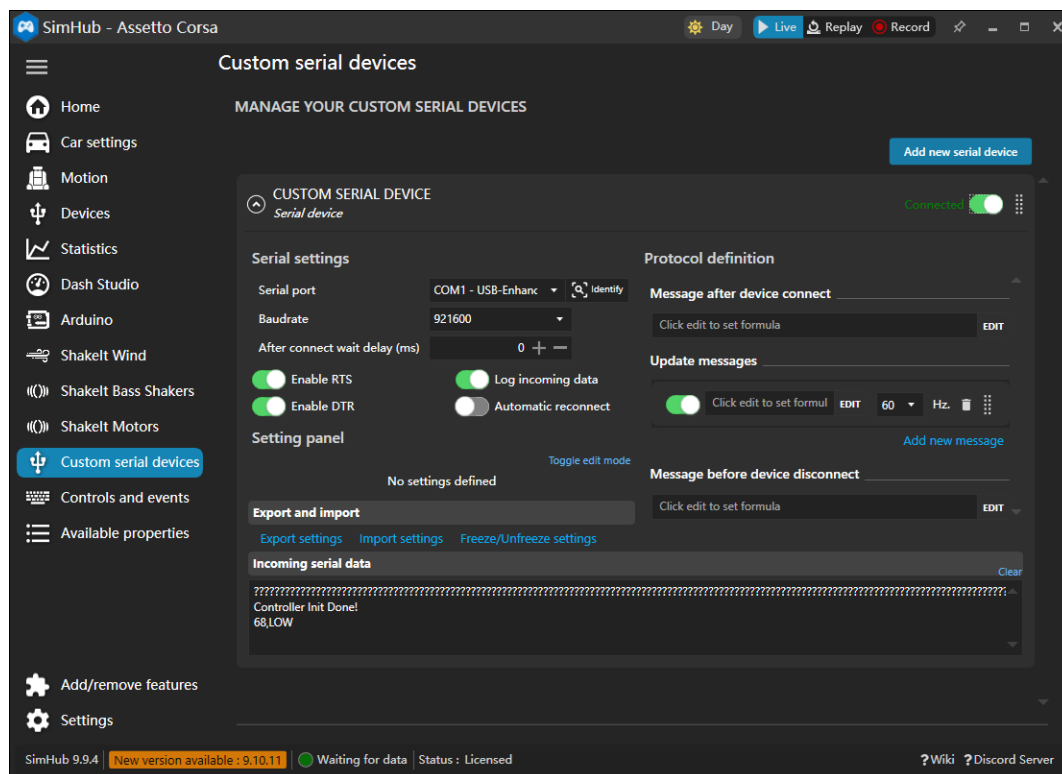 SimHub - Assetto Corsa
Day
Live
Replay
Record
Custom serial devices
Home
Car settings
Motion
Devices
Statistics
Dash Studio
Arduino
ShakeIt Wind
ShakeIt Bass Shakers
ShakeIt Motors
Custom serial devices
Controls and events
Available properties
Add/remove features
Settings
MANAGE YOUR CUSTOM SERIAL DEVICES
Add new serial device
CUSTOM SERIAL DEVICE
Serial device
Connected
Serial settings
Serial port COM1 - USB-Enhanc Identify
Baudrate 921600
After connect wait delay (ms) 0
Enable RTS Log incoming data
Enable DTR Automatic reconnect
Setting panel
Toggle edit mode
No settings defined
Export and import
Export settings Import settings Freeze/Unfreeze settings
Protocol definition
Message after device connect
Click edit to set formula EDIT
Update messages
Click edit to set formul EDIT 60 Hz.
Add new message
Message before device disconnect
Click edit to set formula EDIT
Incoming serial data
Clear
Controller Init Done!
68,LOW
SimHub 9.9.4 New version available : 9.10.11 Waiting for data Status : Licensed ?Wiki ?Discord Server